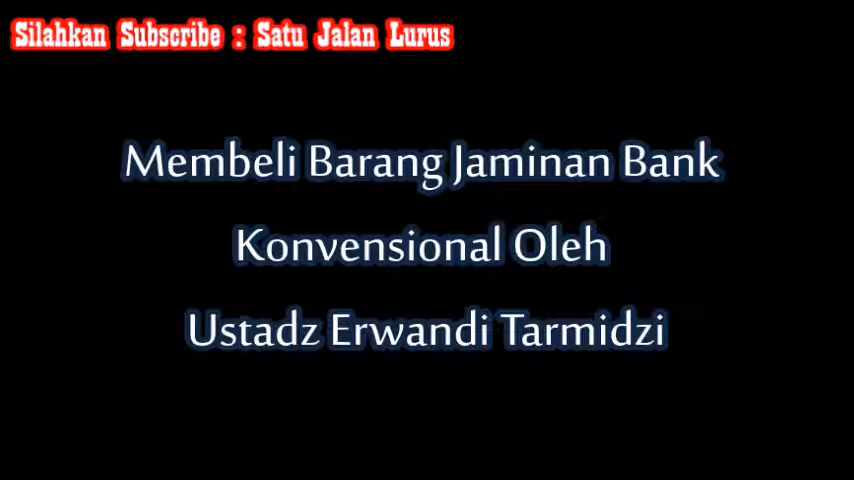 Silahkan Subscribe : Satu Jalan Lurus
Membeli Barang Jaminan Bank
Konvensional Oleh
Ustadz Erwandi Tarmidzi